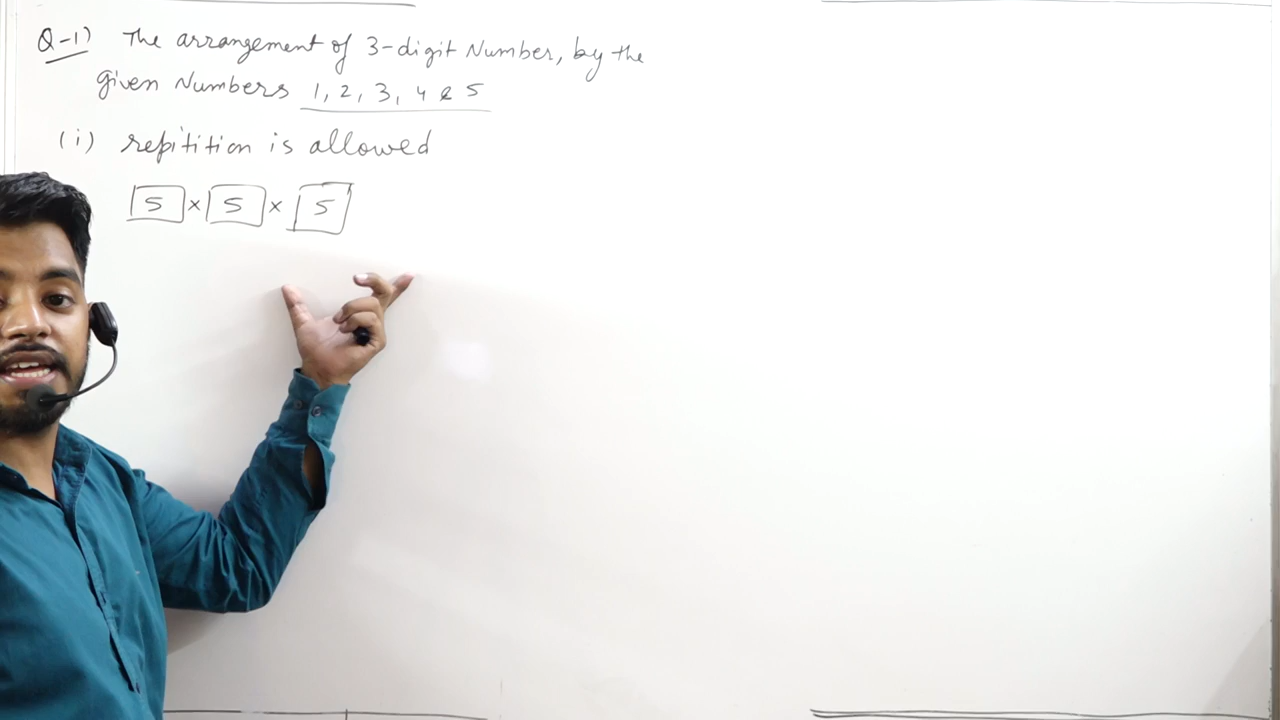 Q-1) The arrangement of 3-digit Number, by the
given Numbers 1, 2, 3, 4 & 5
(i) repitition is allowed
5 × 5 × 5